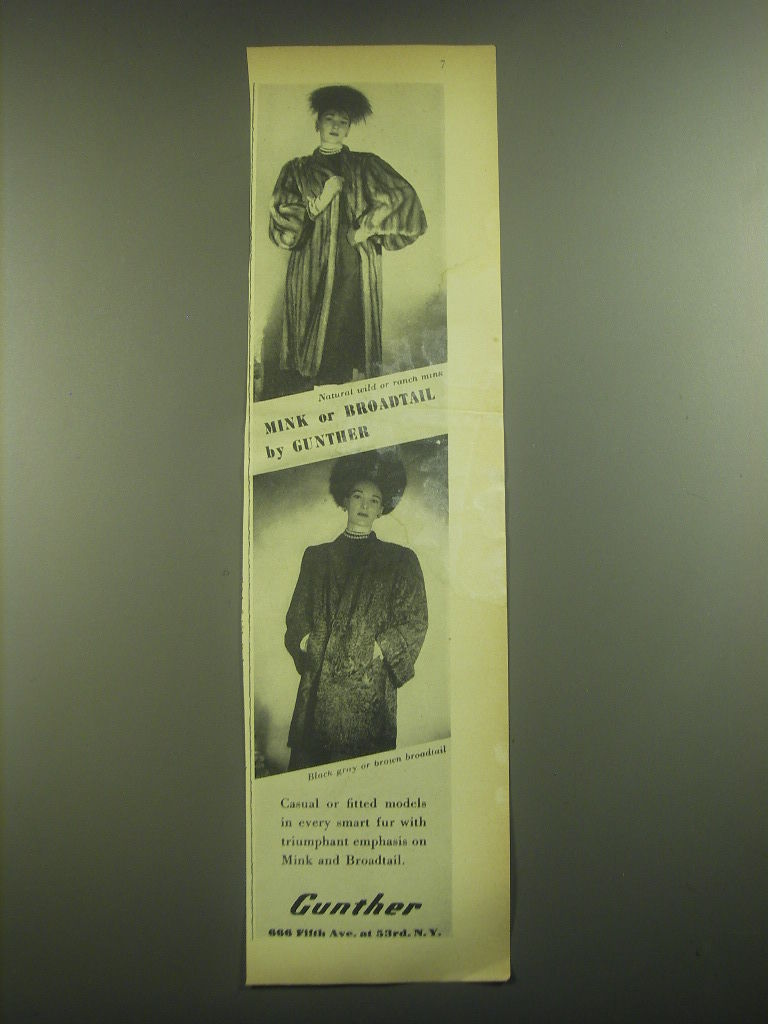 7
Natural wild or ranch mink
MINK or BROADTAIL
by GUNTHER
Black gray or brown broadtail
Casual or fitted models
in every smart fur with
triumphant emphasis on
Mink and Broadtail.
Gunther
666 Fifth Ave. at 53rd. N. Y.